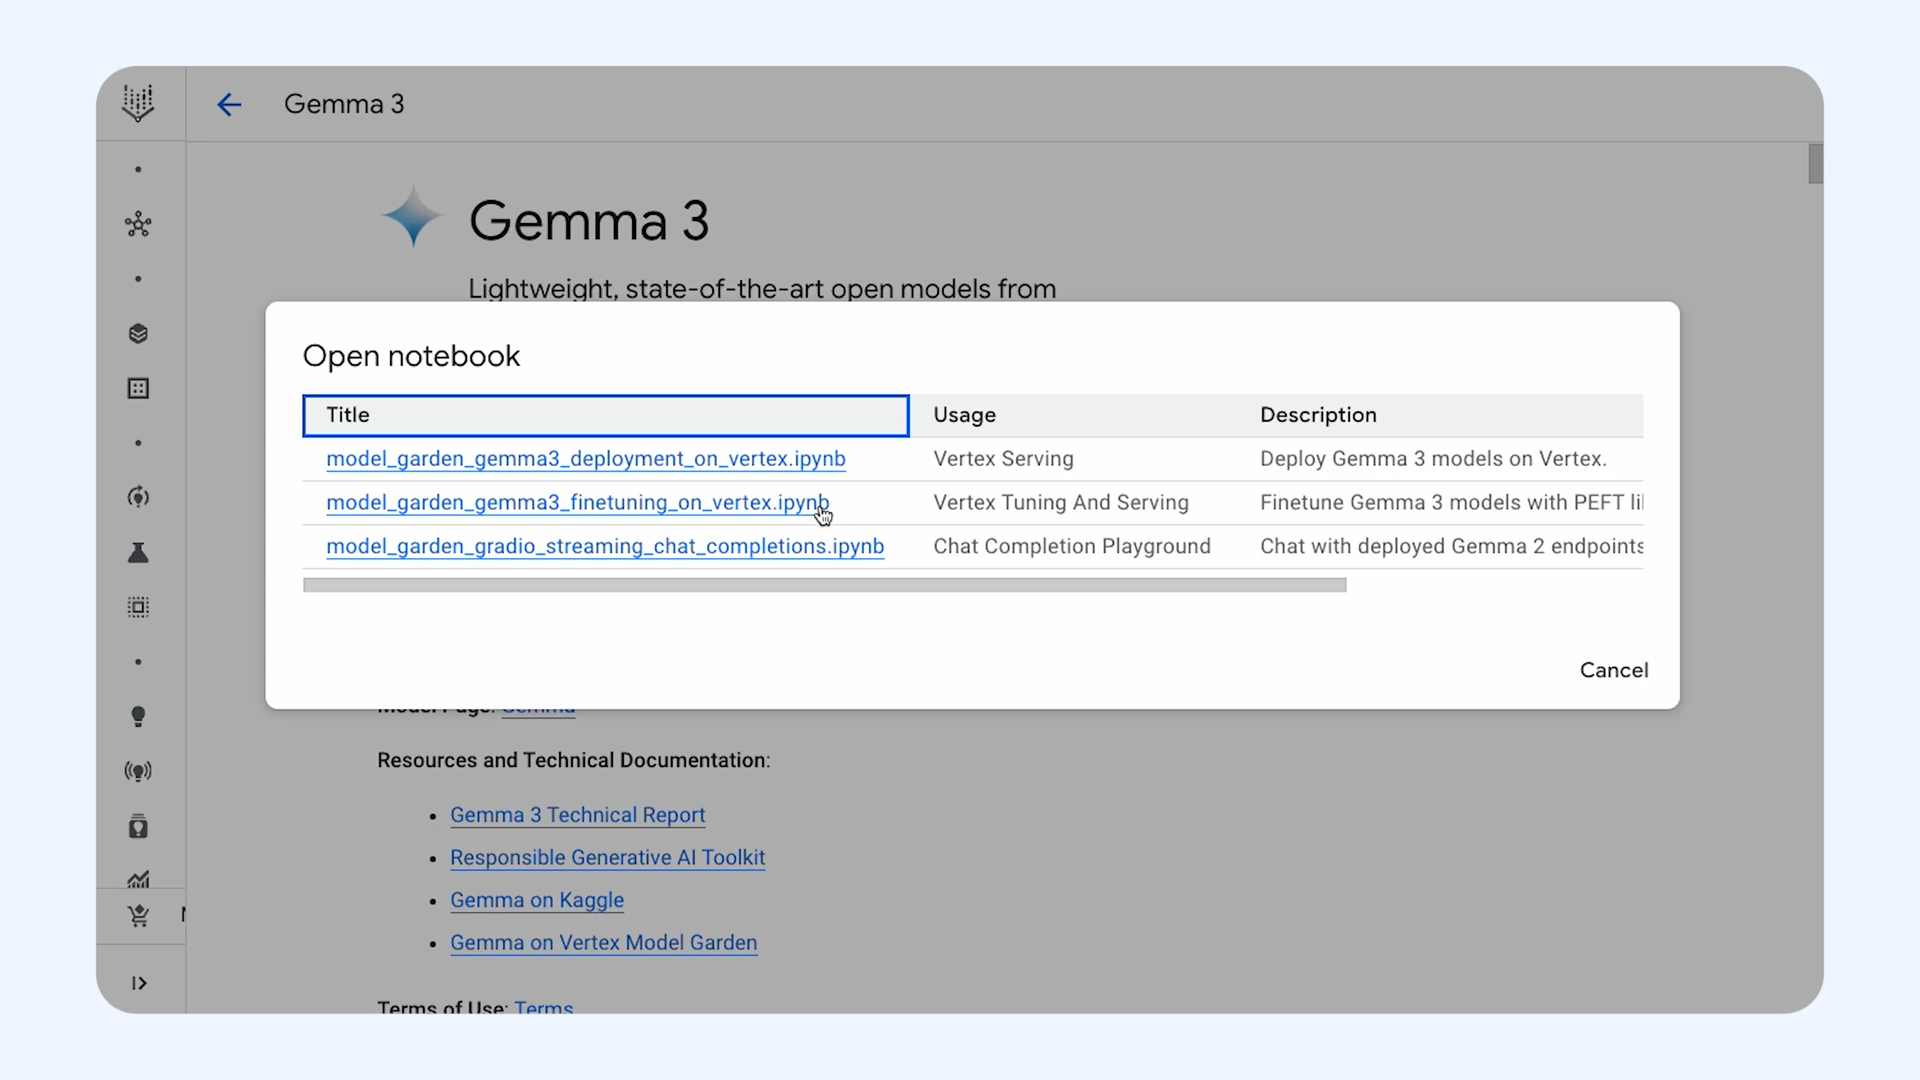 Gemma 3
Gemma 3
Lightweight, state-of-the-art open models from
Open notebook
Title Usage Description
model_garden_gemma3_deployment_on_vertex.ipynb Vertex Serving Deploy Gemma 3 models on Vertex.
model_garden_gemma3_finetuning_on_vertex.ipynb Vertex Tuning And Serving Finetune Gemma 3 models with PEFT li
model_garden_gradio_streaming_chat_completions.ipynb Chat Completion Playground Chat with deployed Gemma 2 endpoints
Cancel
Model Page: Gemma
Resources and Technical Documentation:
• Gemma 3 Technical Report
• Responsible Generative AI Toolkit
• Gemma on Kaggle
• Gemma on Vertex Model Garden
Terms of Use: Terms